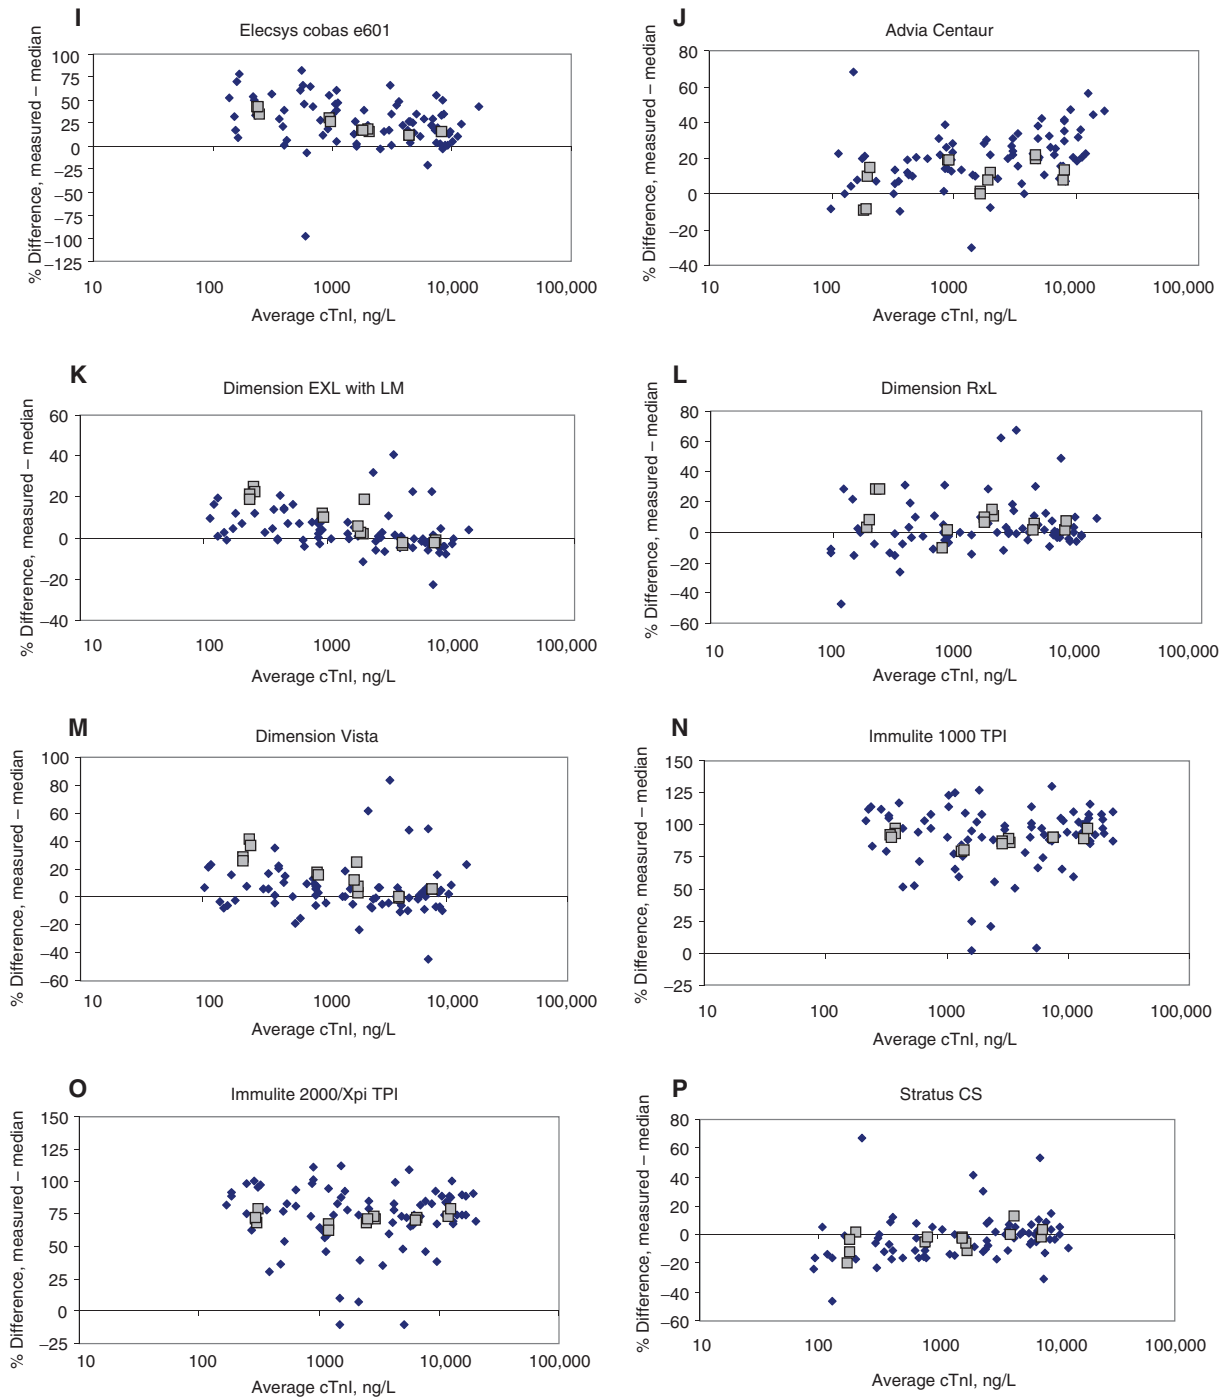 I
Elecsys cobas e601
% Difference, measured – median
100
75
50
25
0
−25
−50
−75
−100
−125
10 100 1000 10,000 100,000
Average cTnI, ng/L
J
Advia Centaur
% Difference, measured – median
80
60
40
20
0
−20
−40
10 100 1000 10,000 100,000
Average cTnI, ng/L
K
Dimension EXL with LM
% Difference, measured – median
60
40
20
0
−20
−40
10 100 1000 10,000 100,000
Average cTnI, ng/L
L
Dimension RxL
% Difference, measured – median
80
60
40
20
0
−20
−40
−60
10 100 1000 10,000 100,000
Average cTnI, ng/L
M
Dimension Vista
% Difference, measured – median
100
80
60
40
20
0
−20
−40
−60
10 100 1000 10,000 100,000
Average cTnI, ng/L
N
Immulite 1000 TPI
% Difference, measured – median
150
125
100
75
50
25
0
−25
10 100 1000 10,000 100,000
Average cTnI, ng/L
O
Immulite 2000/Xpi TPI
% Difference, measured – median
150
125
100
75
50
25
0
−25
10 100 1000 10,000 100,000
Average cTnI, ng/L
P
Stratus CS
% Difference, measured – median
80
60
40
20
0
−20
−40
−60
10 100 1000 10,000 100,000
Average cTnI, ng/L